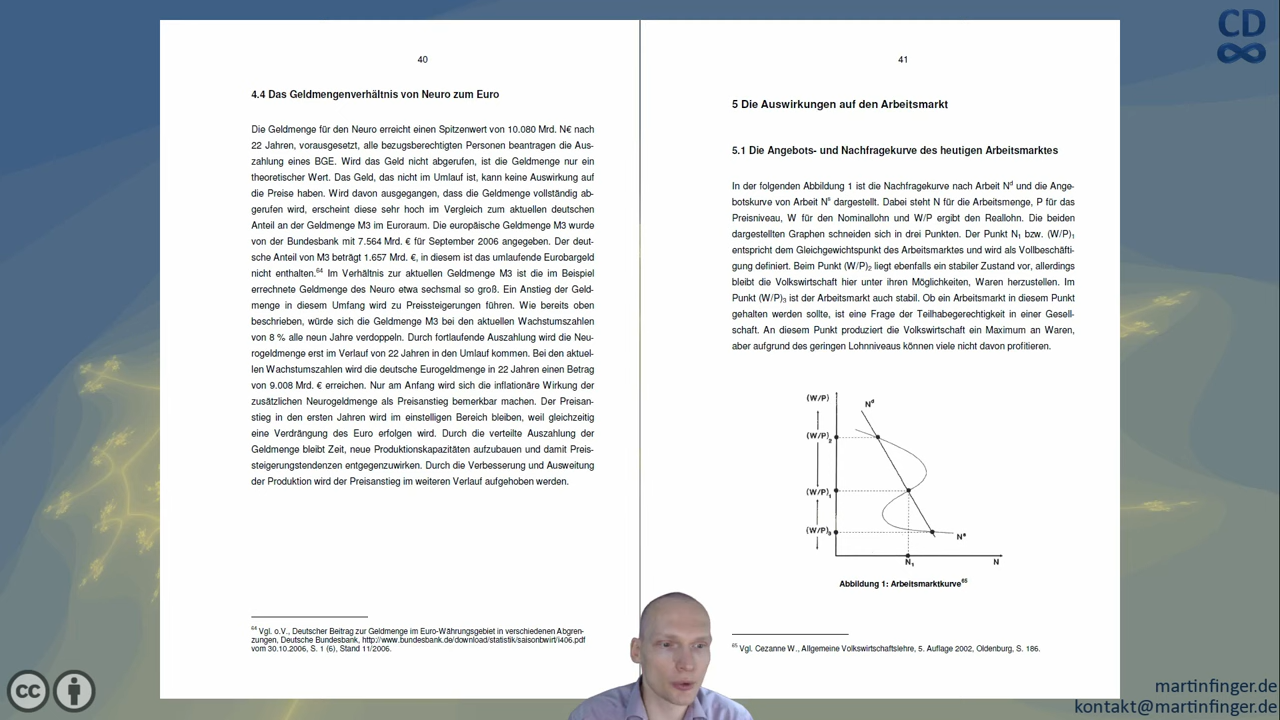 CD
40
4.4 Das Geldmengenverhältnis von Neuro zum Euro
Die Geldmenge für den Neuro erreicht einen Spitzenwert von 10.080 Mrd. N€ nach
22 Jahren, vorausgesetzt, alle bezugsberechtigten Personen beantragen die Aus-
zahlung eines BGE. Wird das Geld nicht abgerufen, ist die Geldmenge nur ein
theoretischer Wert. Das Geld, das nicht im Umlauf ist, kann keine Auswirkung auf
die Preise haben. Wird davon ausgegangen, dass die Geldmenge vollständig ab-
gerufen wird, erscheint diese sehr hoch im Vergleich zum aktuellen deutschen
Anteil an der Geldmenge M3 im Euroraum. Die europäische Geldmenge M3 wurde
von der Bundesbank mit 7.564 Mrd. € für September 2006 angegeben. Der deut-
sche Anteil von M3 beträgt 1.657 Mrd. €, in diesem ist das umlaufende Eurobargeld
nicht enthalten.64 Im Verhältnis zur aktuellen Geldmenge M3 ist die im Beispiel
errechnete Geldmenge des Neuro etwa sechsmal so groß. Ein Anstieg der Geld-
menge in diesem Umfang wird zu Preissteigerungen führen. Wie bereits oben
beschrieben, würde sich die Geldmenge M3 bei den aktuellen Wachstumszahlen
von 8 % alle neun Jahre verdoppeln. Durch fortlaufende Auszahlung wird die Neu-
rogeldmenge erst im Verlauf von 22 Jahren in den Umlauf kommen. Bei den aktuel-
len Wachstumszahlen wird die deutsche Eurogeldmenge in 22 Jahren einen Betrag
von 9.008 Mrd. € erreichen. Nur am Anfang wird sich die inflationäre Wirkung der
zusätzlichen Neurogeldmenge als Preisanstieg bemerkbar machen. Der Preisan-
stieg in den ersten Jahren wird im einstelligen Bereich bleiben, weil gleichzeitig
eine Verdrängung des Euro erfolgen wird. Durch die verteilte Auszahlung der
Geldmenge bleibt Zeit, neue Produktionskapazitäten aufzubauen und damit Preis-
steigerungstendenzen entgegenzuwirken. Durch die Verbesserung und Ausweitung
der Produktion wird der Preisanstieg im weiteren Verlauf aufgehoben werden.
64 Vgl. o.V., Deutscher Beitrag zur Geldmenge im Euro-Währungsgebiet in verschiedenen Abgren-
zungen, Deutsche Bundesbank, http://www.bundesbank.de/download/statistik/saisonbwirt/i406.pdf
vom 30.10.2006, S. 1 (6), Stand 11/2006.
41
5 Die Auswirkungen auf den Arbeitsmarkt
5.1 Die Angebots- und Nachfragekurve des heutigen Arbeitsmarktes
In der folgenden Abbildung 1 ist die Nachfragekurve nach Arbeit Nd und die Ange-
botskurve von Arbeit Ns dargestellt. Dabei steht N für die Arbeitsmenge, P für das
Preisniveau, W für den Nominallohn und W/P ergibt den Reallohn. Die beiden
dargestellten Graphen schneiden sich in drei Punkten. Der Punkt N1 bzw. (W/P)1
entspricht dem Gleichgewichtspunkt des Arbeitsmarktes und wird als Vollbeschäfti-
gung definiert. Beim Punkt (W/P)2 liegt ebenfalls ein stabiler Zustand vor, allerdings
bleibt die Volkswirtschaft hier unter ihren Möglichkeiten, Waren herzustellen. Im
Punkt (W/P)3 ist der Arbeitsmarkt auch stabil. Ob ein Arbeitsmarkt in diesem Punkt
gehalten werden sollte, ist eine Frage der Teilhabegerechtigkeit in einer Gesell-
schaft. An diesem Punkt produziert die Volkswirtschaft ein Maximum an Waren,
aber aufgrund des geringen Lohnniveaus können viele nicht davon profitieren.
(W/P)
Nd
(W/P)2
(W/P)1
(W/P)3
Ns
N1
N
Abbildung 1: Arbeitsmarktkurve65
65 Vgl. Cezanne W., Allgemeine Volkswirtschaftslehre, 5. Auflage 2002, Oldenburg, S. 186.
cc
martinfinger.de
kontakt@martinfinger.de